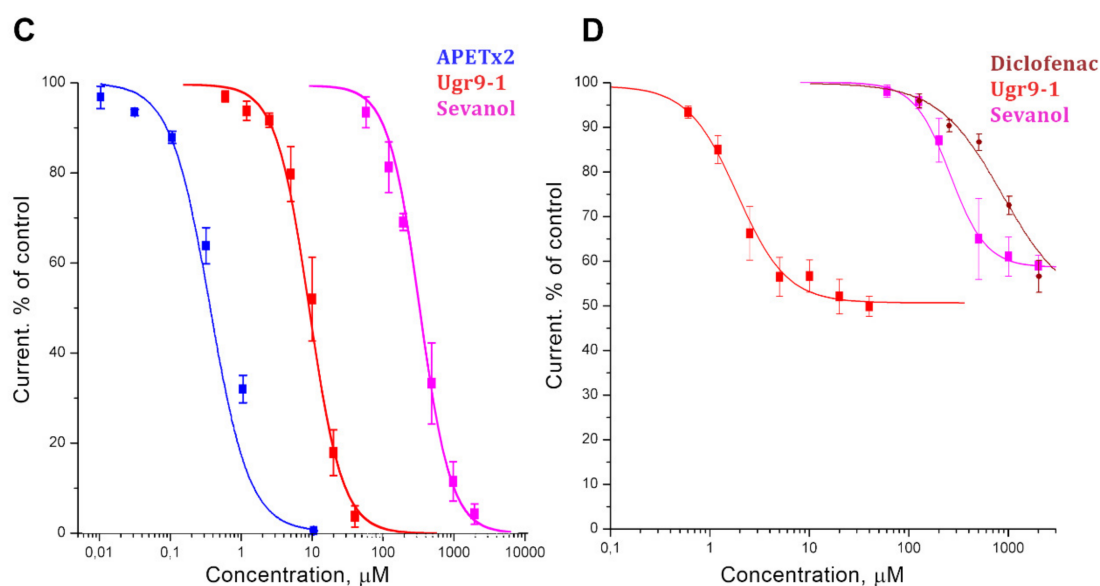 C
APETx2
Ugr9-1
Sevanol
100
80
60
40
20
0
Current. % of control
0,01 0,1 1 10 100 1000 10000
Concentration, µM
D
Diclofenac
Ugr9-1
Sevanol
100
90
80
70
60
50
40
30
20
10
0
Current. % of control
0,1 1 10 100 1000
Concentration, µM